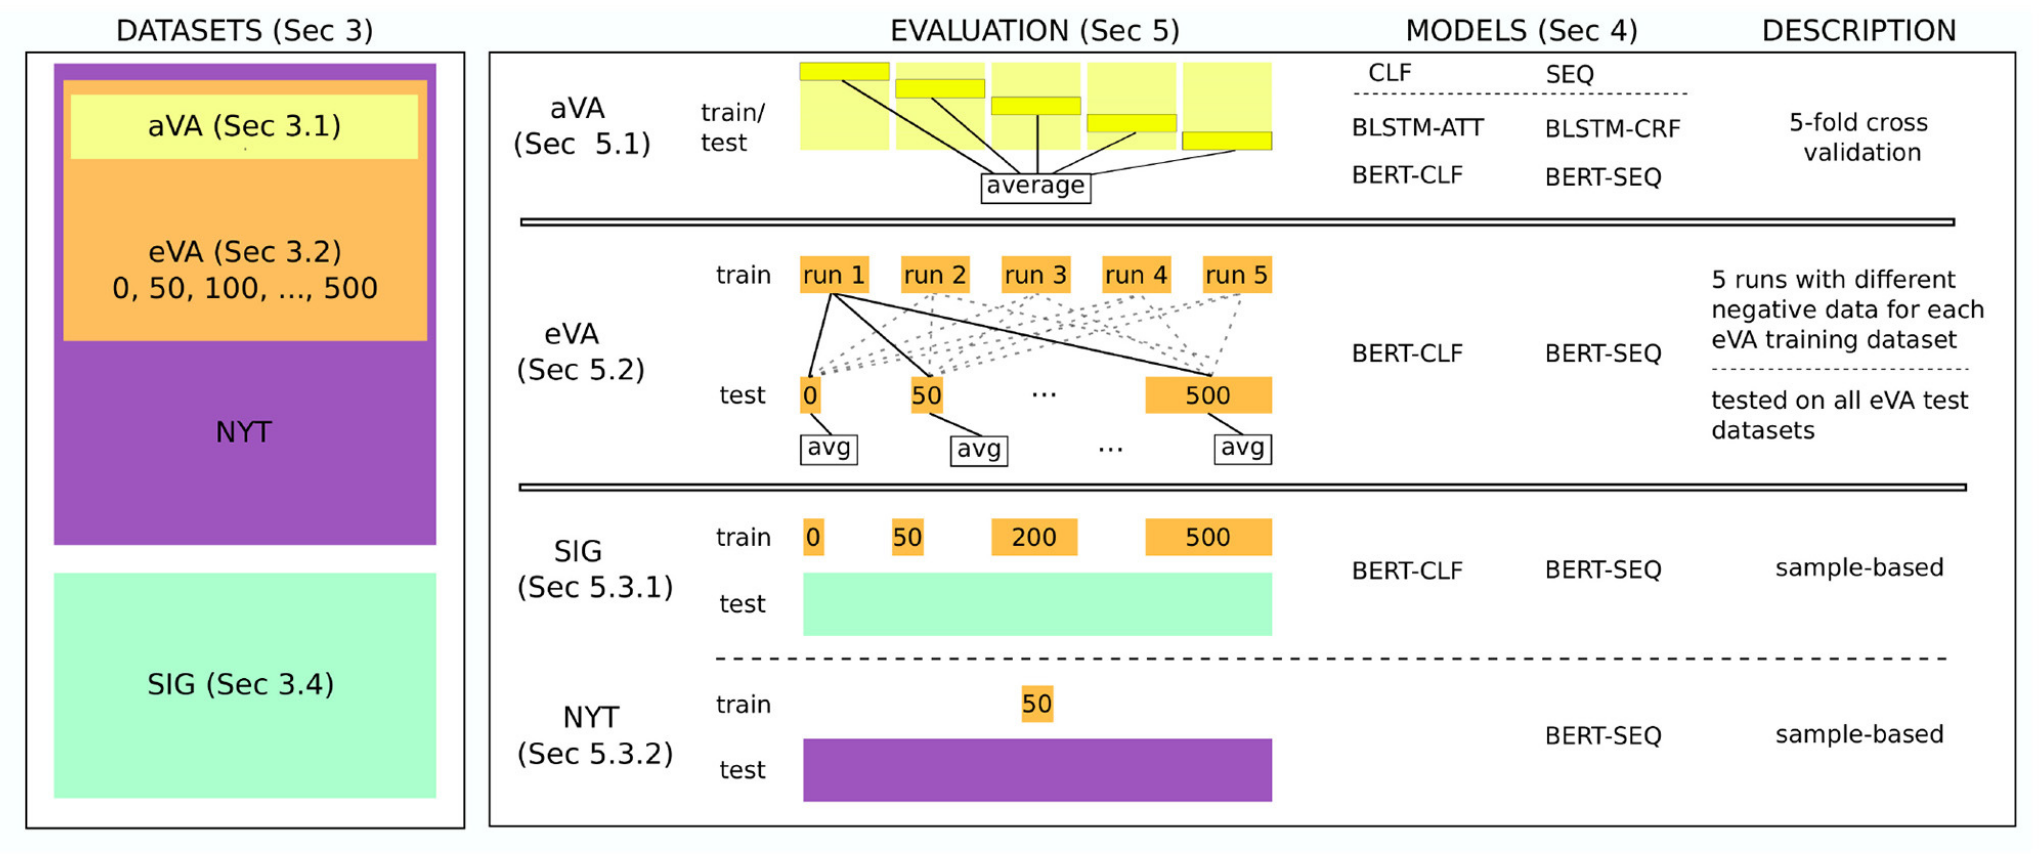 DATASETS (Sec 3)
aVA (Sec 3.1)
eVA (Sec 3.2)
0, 50, 100, ..., 500
NYT
SIG (Sec 3.4)
EVALUATION (Sec 5)
MODELS (Sec 4)
DESCRIPTION
aVA
(Sec 5.1)
train/
test
average
CLF
SEQ
BLSTM-ATT
BLSTM-CRF
BERT-CLF
BERT-SEQ
5-fold cross
validation
eVA
(Sec 5.2)
train
run 1
run 2
run 3
run 4
run 5
test
0
50
...
500
avg
avg
...
avg
BERT-CLF
BERT-SEQ
5 runs with different
negative data for each
eVA training dataset
tested on all eVA test
datasets
SIG
(Sec 5.3.1)
train
0
50
200
500
test
BERT-CLF
BERT-SEQ
sample-based
NYT
(Sec 5.3.2)
train
50
test
BERT-SEQ
sample-based